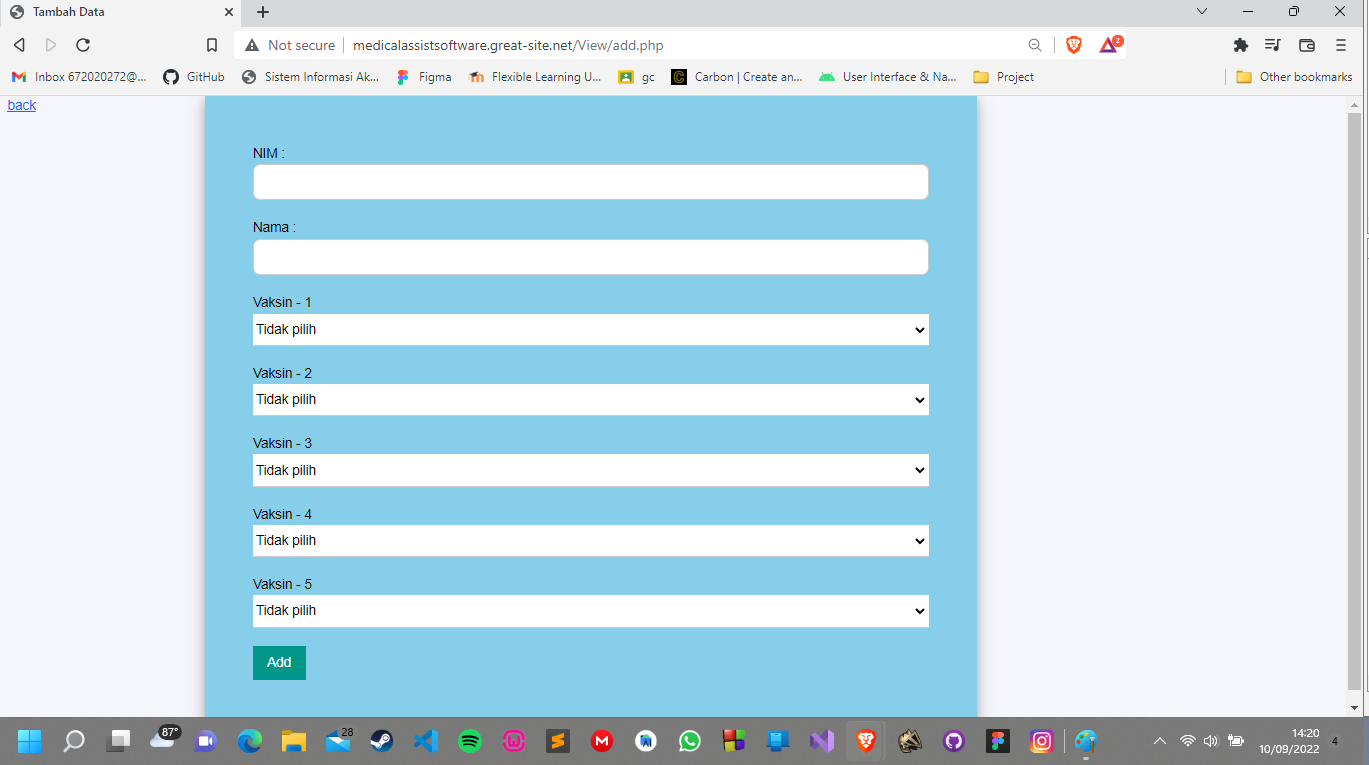 Tambah Data
Not secure medicalassistsoftware.great-site.net/View/add.php 2
Inbox 672020272@... GitHub Sistem Informasi Ak... Figma Flexible Learning U... gc Carbon | Create an... User Interface & Na... Project Other bookmarks
back
NIM :
Nama :
Vaksin - 1
Tidak pilih
Vaksin - 2
Tidak pilih
Vaksin - 3
Tidak pilih
Vaksin - 4
Tidak pilih
Vaksin - 5
Tidak pilih
Add
87° 28 14:20
10/09/2022 4